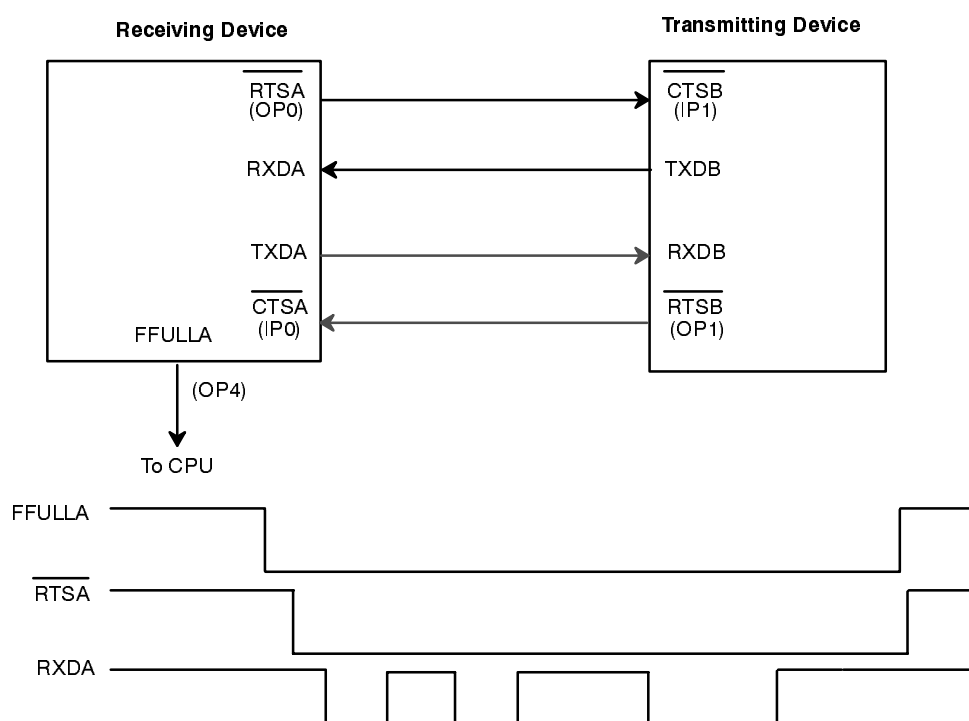 Receiving Device
Transmitting Device
RTSA
(OP0)
CTSB
(IP1)
RXDA
TXDB
TXDA
RXDB
CTSA
(IP0)
RTSB
(OP1)
FFULLA
(OP4)
To CPU
FFULLA
RTSA
RXDA